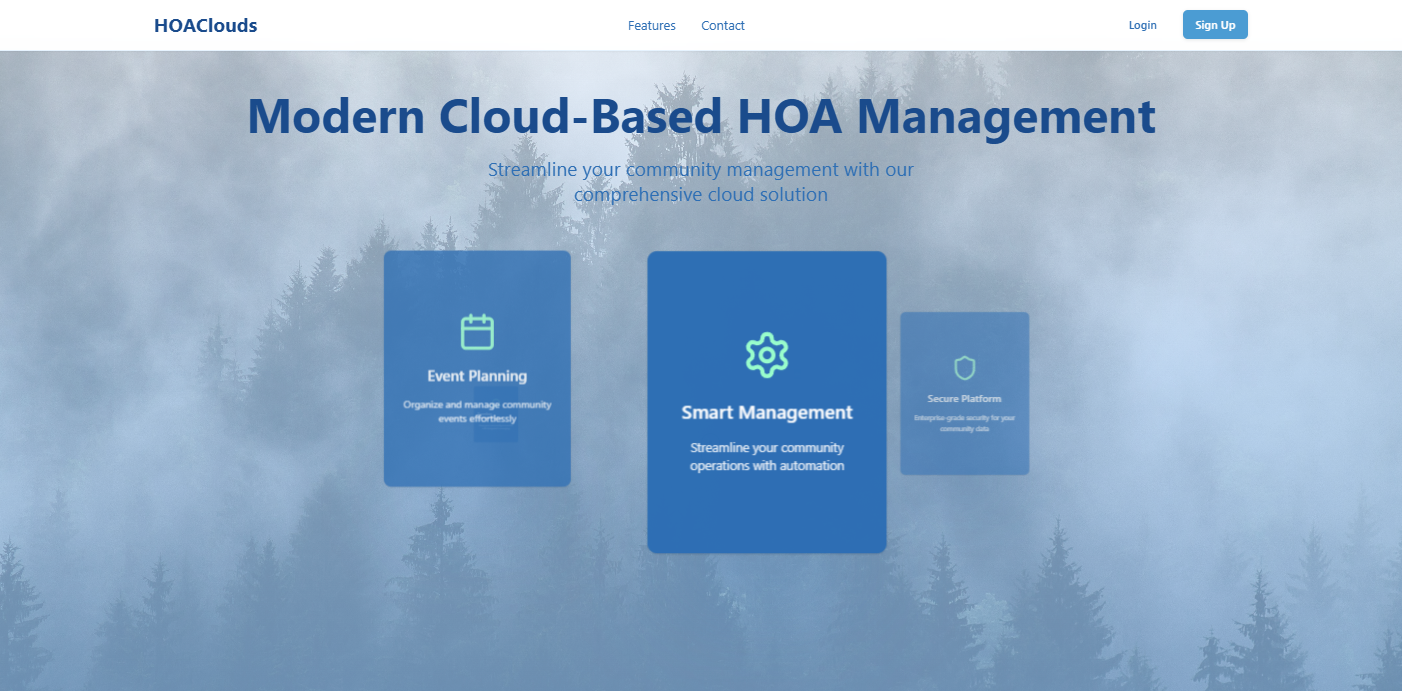 HOAClouds
Features
Contact
Login
Sign Up
Modern Cloud-Based HOA Management
Streamline your community management with our
comprehensive cloud solution
Event Planning
Organize and manage community
events effortlessly
Smart Management
Streamline your community
operations with automation
Secure Platform
Enterprise-grade security for your
community data